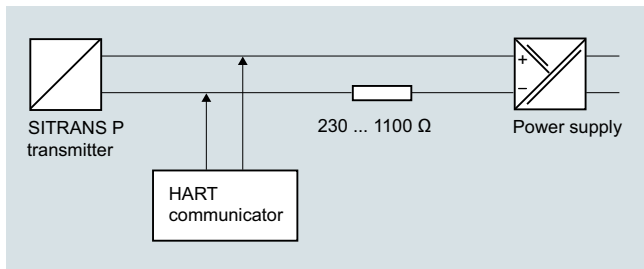 +
–
SITRANS P
transmitter
230 ... 1100 Ω
Power supply
HART
communicator